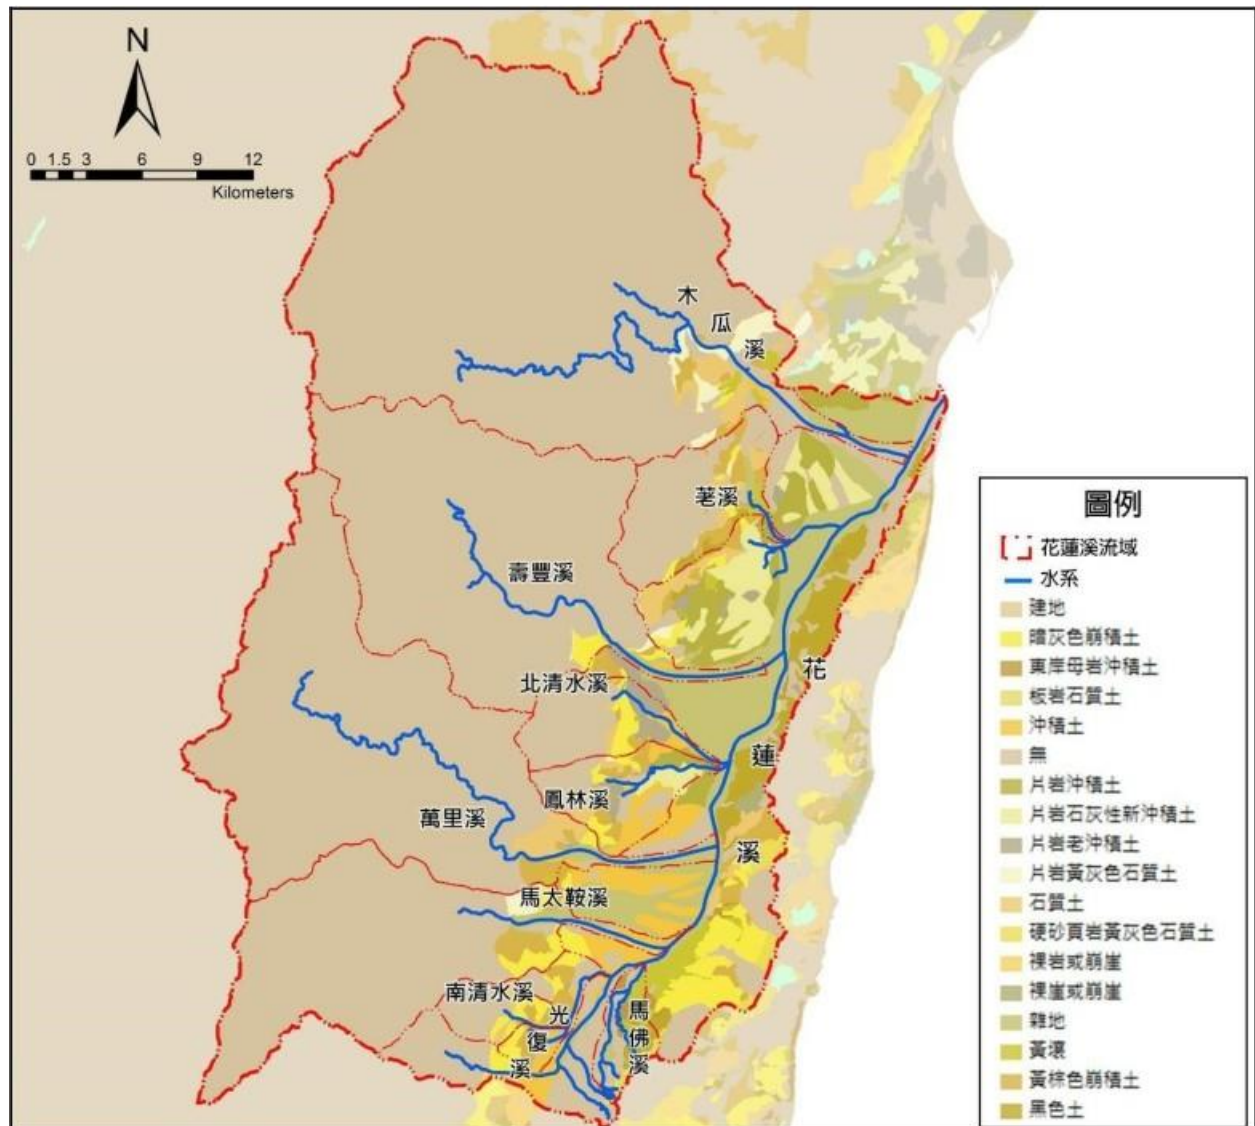 N
0 1.5 3 6 9 12
Kilometers
木瓜溪
荖溪
壽豐溪
北清水溪
花蓮溪
鳳林溪
萬里溪
馬太鞍溪
南清水溪
光復溪
馬佛溪
圖例
花蓮溪流域
水系
建地
暗灰色崩積土
東岸母岩沖積土
板岩石質土
沖積土
無
片岩沖積土
片岩石灰性新沖積土
片岩老沖積土
片岩黃灰色石質土
石質土
硬砂頁岩黃灰色石質土
裸岩或崩崖
裸崖或崩崖
雜地
黃壤
黃棕色崩積土
黑色土